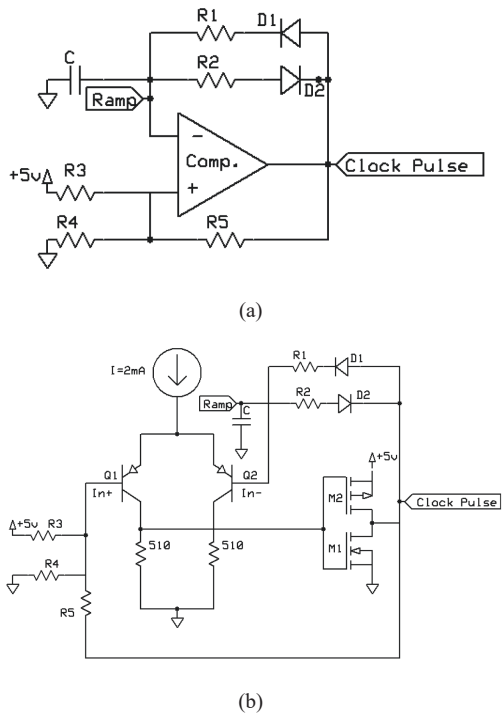 R1 D1
C R2 D2
Ramp
−
Comp.
+
Clock Pulse
+5v R3
R4 R5
(a)
I=2mA
R1 D1
Ramp C R2 D2
+5v
Q1 Q2 M2
In+ In- Clock Pulse
+5v R3
M1
510 510
R4
R5
(b)